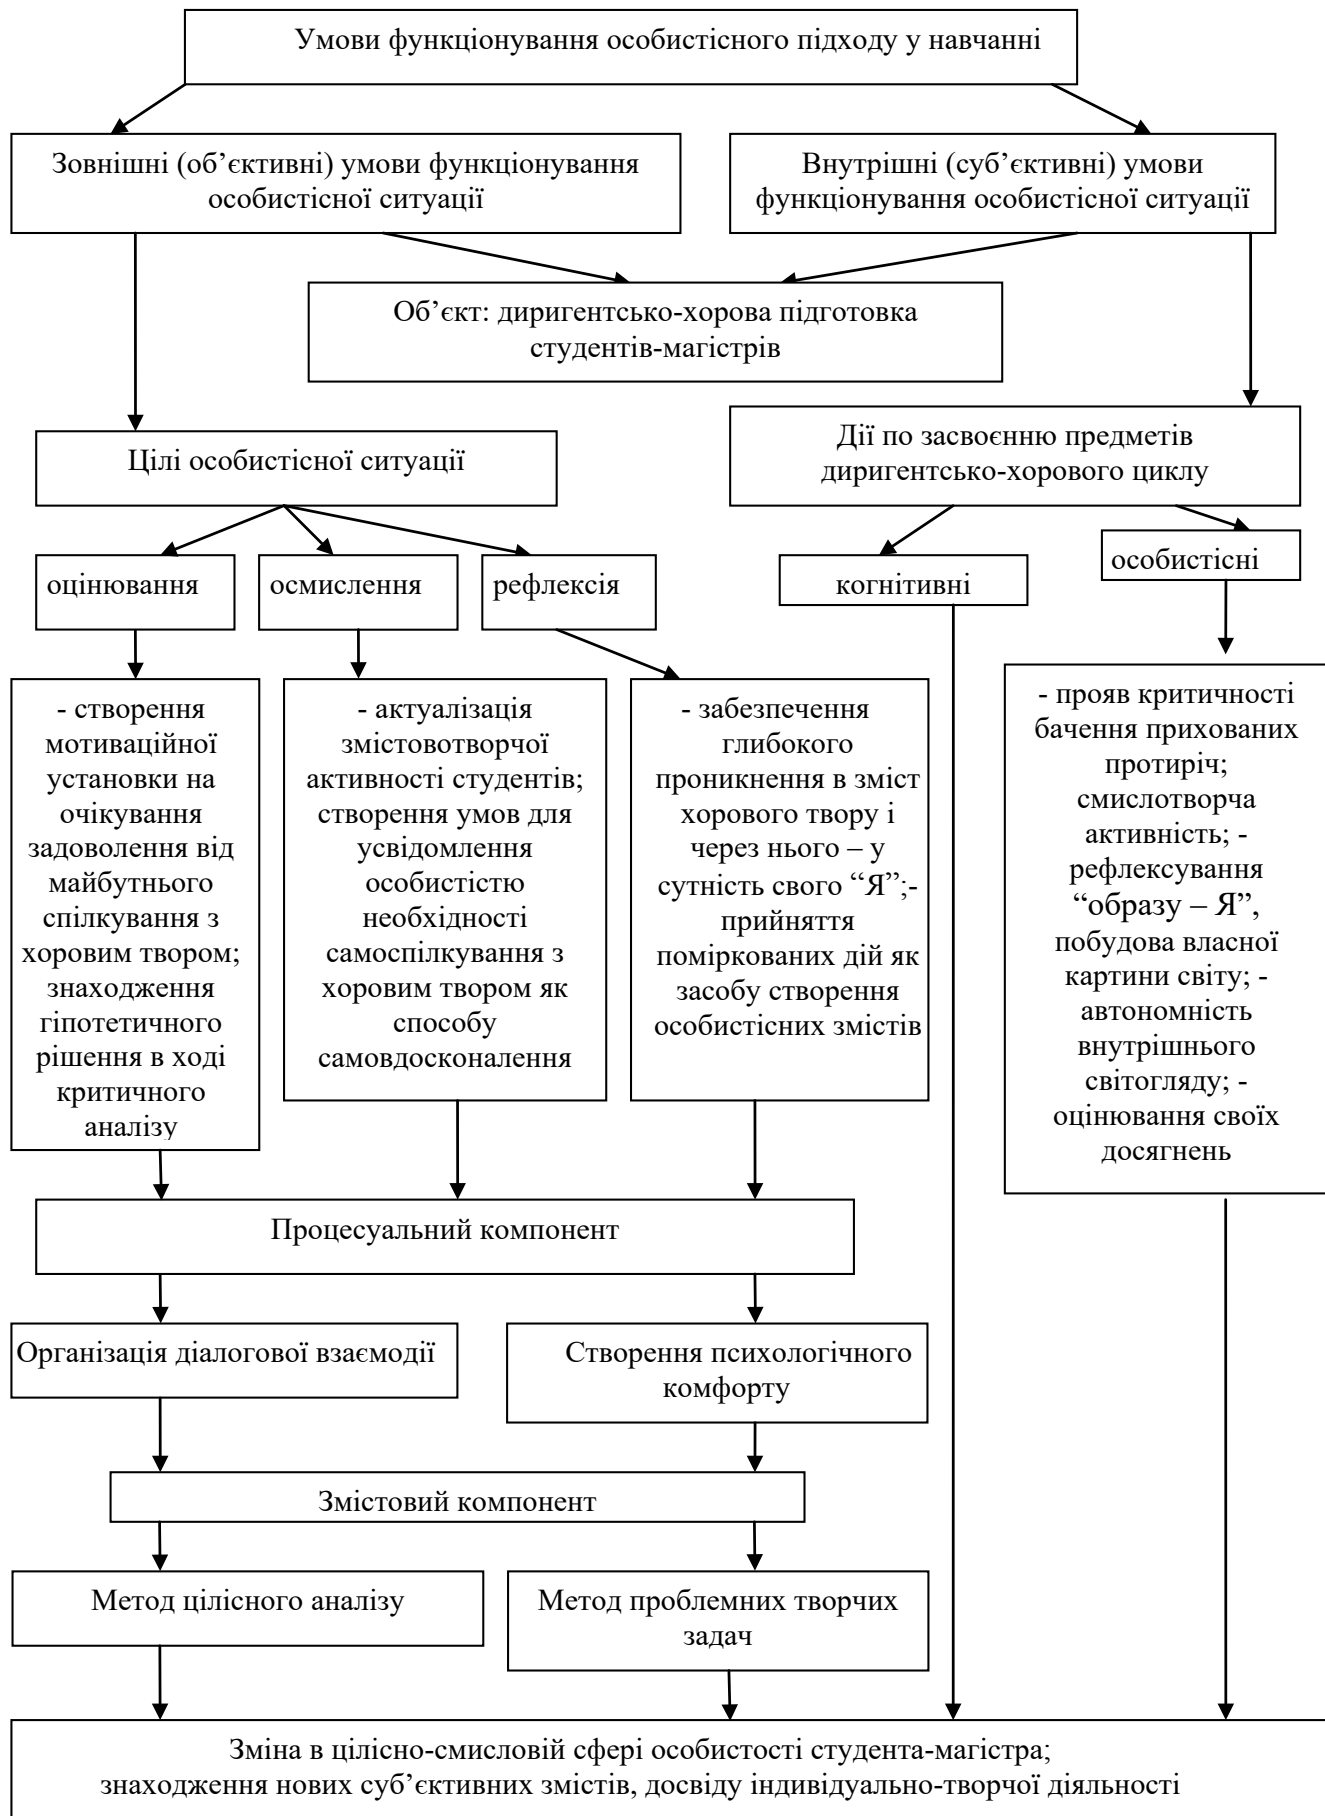 Умови функціонування особистісного підходу у навчанні
Зовнішні (об’єктивні) умови функціонування
особистісної ситуації
Внутрішні (суб’єктивні) умови
функціонування особистісної ситуації
Об’єкт: диригентсько-хорова підготовка
студентів-магістрів
Цілі особистісної ситуації
Дії по засвоєнню предметів
диригентсько-хорового циклу
оцінювання
осмислення
рефлексія
когнітивні
особистісні
- створення
мотиваційної
установки на
очікування
задоволення від
майбутнього
спілкування з
хоровим твором;
знаходження
гіпотетичного
рішення в ході
критичного
аналізу
- актуалізація
змістовотворчої
активності студентів;
створення умов для
усвідомлення
особистістю
необхідності
самоспілкування з
хоровим твором як
способу
самовдосконалення
- забезпечення
глибокого
проникнення в зміст
хорового твору і
через нього – у
сутність свого “Я”;-
прийняття
поміркованих дій як
засобу створення
особистісних змістів
- прояв критичності
бачення прихованих
протиріч;
смислотворча
активність; -
рефлексування
“образу – Я”,
побудова власної
картини світу; -
автономність
внутрішнього
світогляду; -
оцінювання своїх
досягнень
Процесуальний компонент
Організація діалогової взаємодії
Створення психологічного
комфорту
Змістовий компонент
Метод цілісного аналізу
Метод проблемних творчих
задач
Зміна в цілісно-смисловій сфері особистості студента-магістра;
знаходження нових суб’єктивних змістів, досвіду індивідуально-творчої діяльності